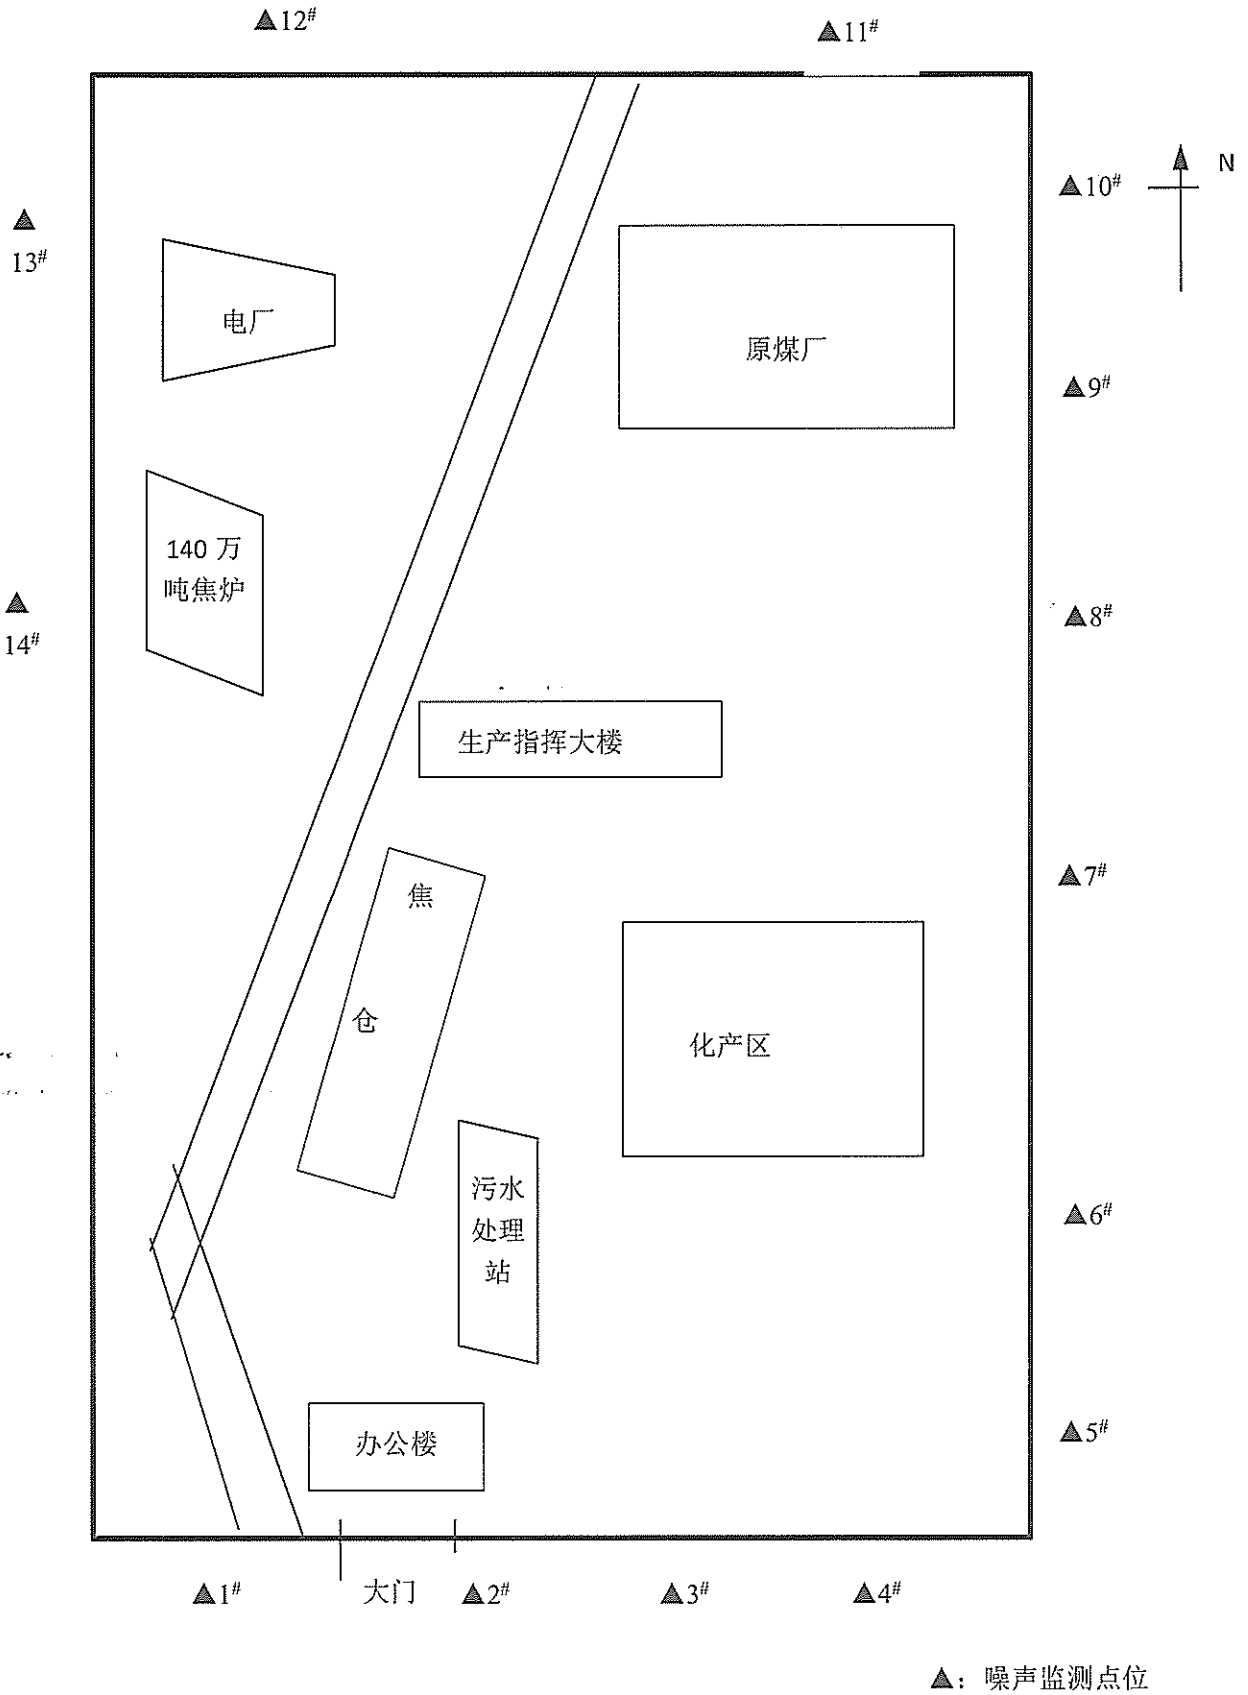 ▲12#
▲11#
N
▲10#
▲
13#
电厂
原煤厂
▲9#
140 万
吨焦炉
▲
14#
▲8#
生产指挥大楼
▲7#
焦
仓
化产区
污水
处理
站
▲6#
办公楼
▲5#
▲1#
大门
▲2#
▲3#
▲4#
▲：噪声监测点位